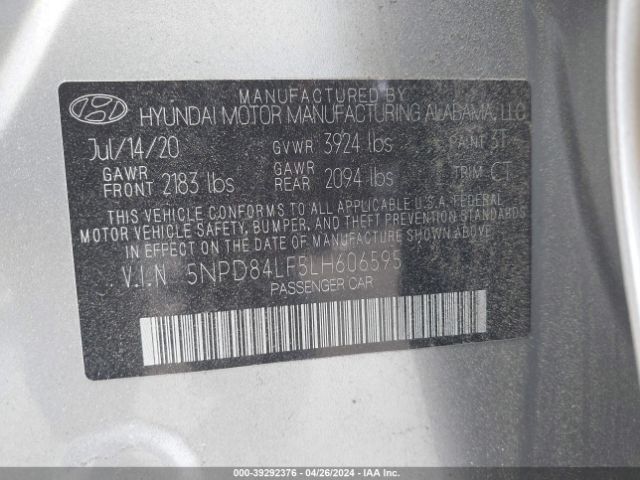 MANUFACTURED BY
HYUNDAI MOTOR MANUFACTURING ALABAMA, LLC
Jul/14/20 GVWR 3924 lbs PAINT 3T
GAWR FRONT 2183 lbs GAWR REAR 2094 lbs TRIM CT
THIS VEHICLE CONFORMS TO ALL APPLICABLE U.S.A. FEDERAL
MOTOR VEHICLE SAFETY, BUMPER, AND THEFT PREVENTION STANDARDS
IN EFFECT ON THE DATE OF MANUFACTURE SHOWN ABOVE.
V.I.N 5NPD84LF5LH606595
PASSENGER CAR
000-39292376 - 04/26/2024 - IAA Inc.